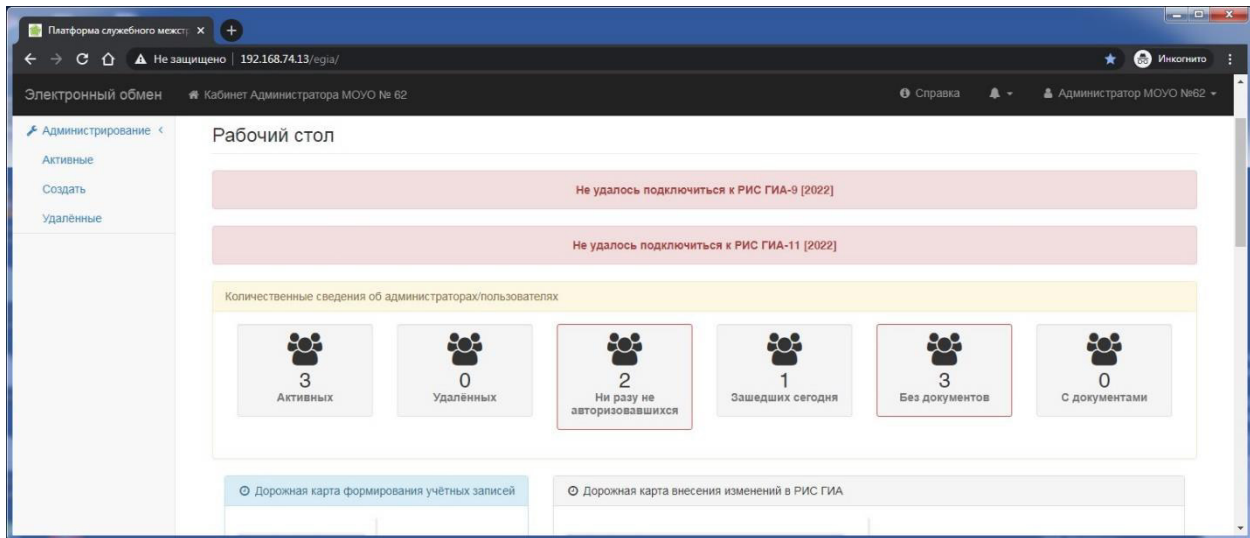 Платформа служебного межстр
Не защищено | 192.168.74.13/egia/
Инкогнито
Электронный обмен
Кабинет Администратора МОУО № 62
Справка
Администратор МОУО №62
Администрирование
Активные
Создать
Удалённые
Рабочий стол
Не удалось подключиться к РИС ГИА-9 [2022]
Не удалось подключиться к РИС ГИА-11 [2022]
Количественные сведения об администраторах/пользователях
3
Активных
0
Удалённых
2
Ни разу не
авторизовавшихся
1
Зашедших сегодня
3
Без документов
0
С документами
Дорожная карта формирования учётных записей
Дорожная карта внесения изменений в РИС ГИА